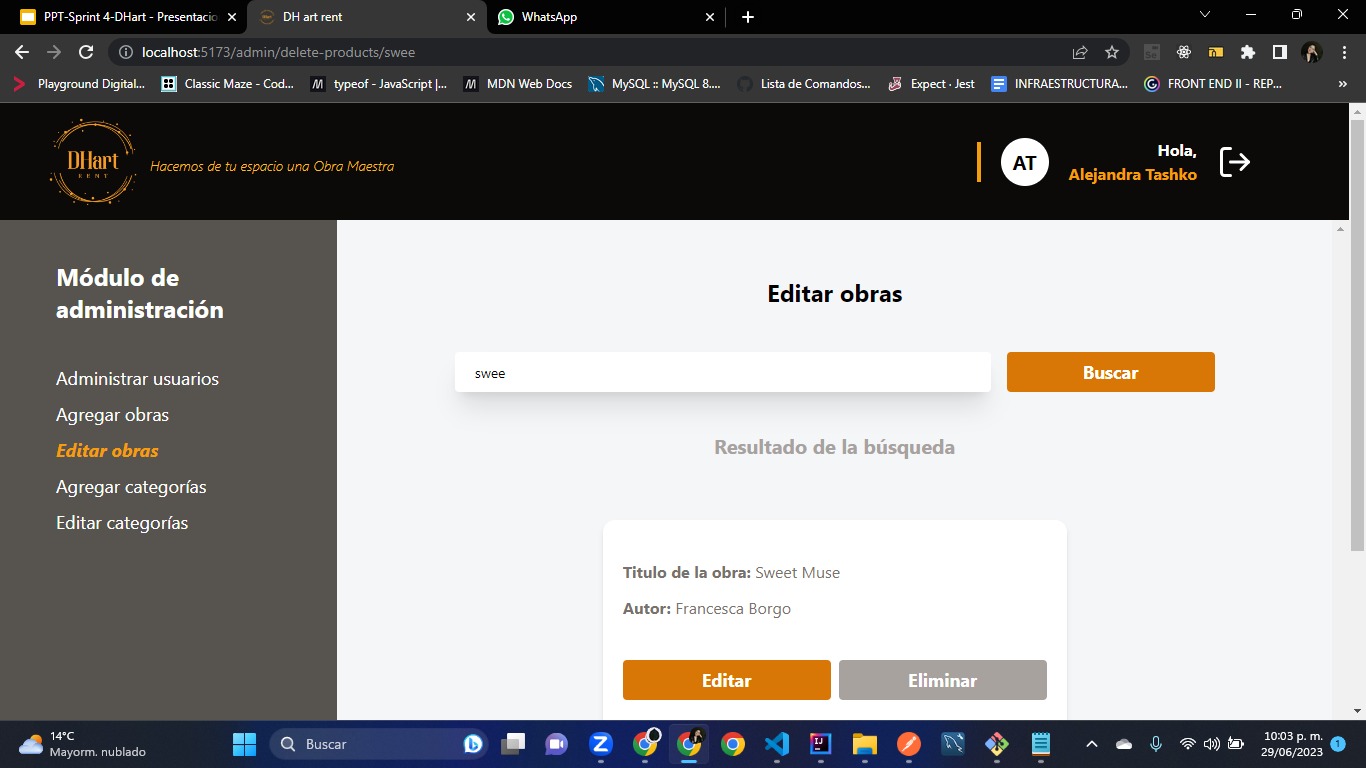 PPT-Sprint 4-DHart - Presentacio
DH art rent
WhatsApp
localhost:5173/admin/delete-products/swee
Playground Digital...
Classic Maze - Cod...
typeof - JavaScript |...
MDN Web Docs
MySQL :: MySQL 8....
Lista de Comandos...
Expect · Jest
INFRAESTRUCTURA...
FRONT END II - REP...
»
DHart
RENT
Hacemos de tu espacio una Obra Maestra
AT
Hola,
Alejandra Tashko
Módulo de
administración
Administrar usuarios
Agregar obras
Editar obras
Agregar categorías
Editar categorías
Editar obras
swee
Buscar
Resultado de la búsqueda
Titulo de la obra: Sweet Muse
Autor: Francesca Borgo
Editar
Eliminar
14°C
Mayorm. nublado
Buscar
10:03 p. m.
29/06/2023
1